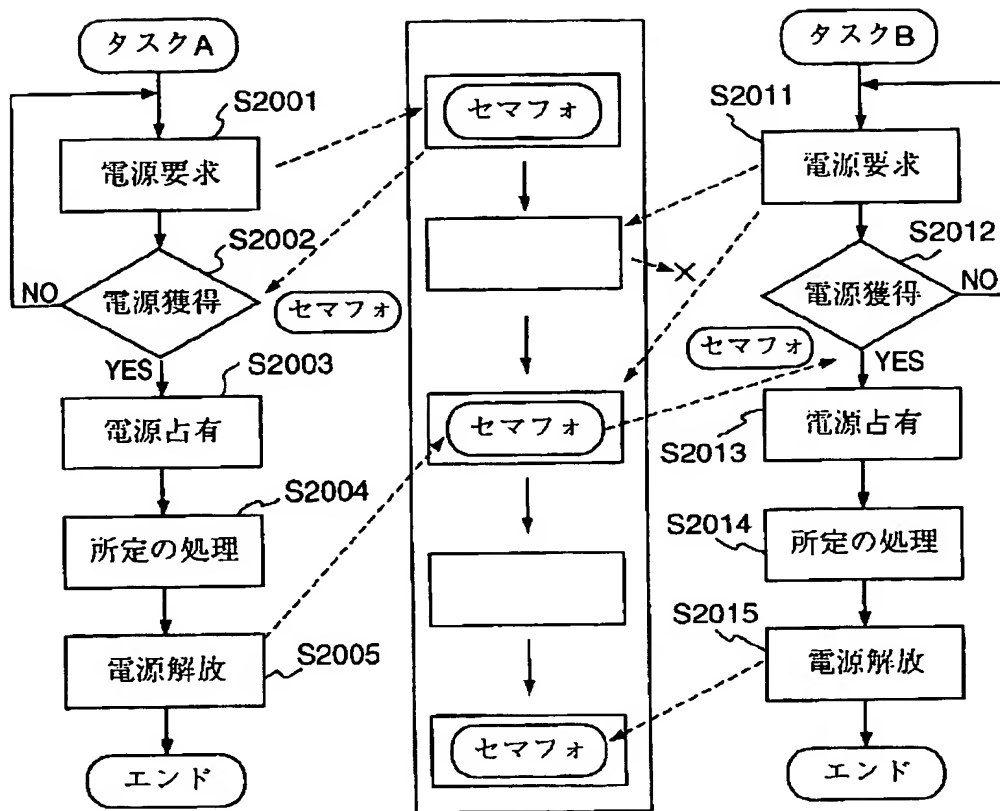 タスクA
S2001
電源要求
S2002
電源獲得
NO
YES
S2003
電源占有
S2004
所定の処理
電源解放
S2005
エンド
セマフォ
セマフォ
セマフォ
セマフォ
タスクB
S2011
電源要求
S2012
電源獲得
NO
セマフォ
YES
電源占有
S2013
S2014
所定の処理
S2015
電源解放
エンド